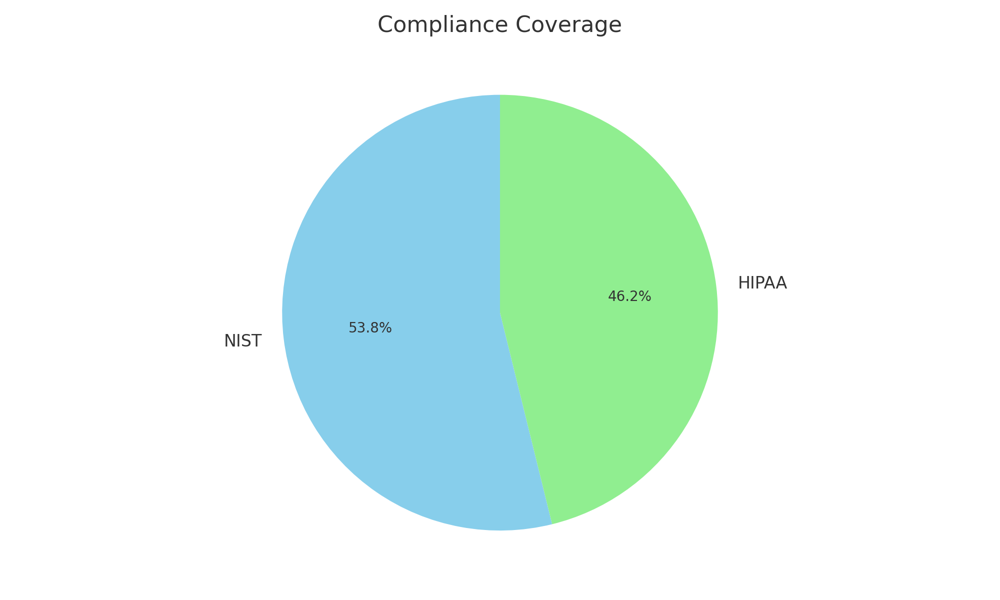 Compliance Coverage
HIPAA
46.2%
53.8%
NIST